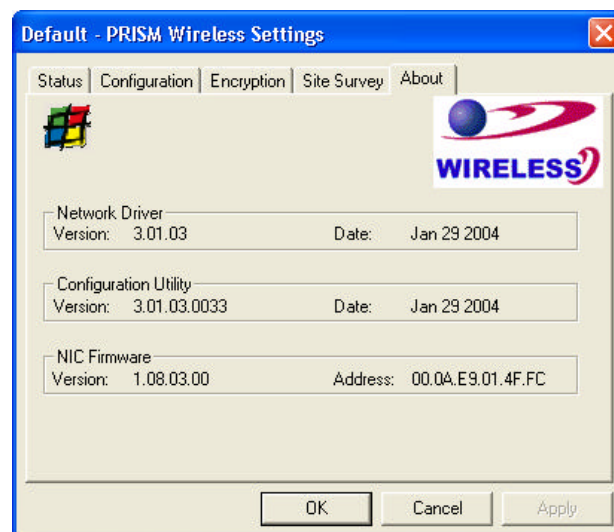 Default - PRISM Wireless Settings
Status Configuration Encryption Site Survey About
WIRELESS
Network Driver
Version: 3.01.03 Date: Jan 29 2004
Configuration Utility
Version: 3.01.03.0033 Date: Jan 29 2004
NIC Firmware
Version: 1.08.03.00 Address: 00.0A.E9.01.4F.FC
OK Cancel Apply